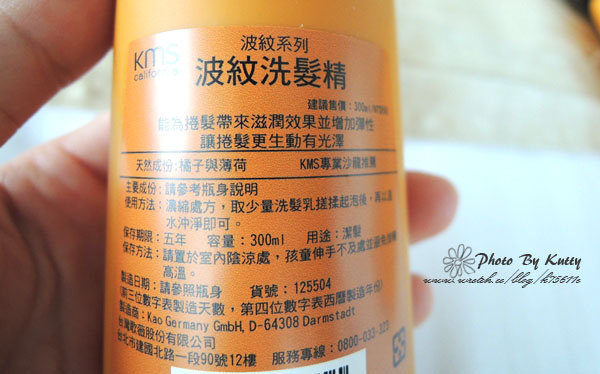 kms
california
波紋系列
波紋洗髮精
建議售價：300ml
能為捲髮帶來滋潤效果並增加彈性
讓捲髮更生動有光澤
天然成份：橘子與薄荷 KMS專業沙龍推薦
主要成份：請參考瓶身說明
使用方法：濃縮處方，取少量洗髮乳搓揉起泡後，再以溫
水沖淨即可。
保存期限：五年 容量：300ml 用途：潔髮
保存方法：請置於室內陰涼處，孩童伸手不及處並避免接觸
高溫。
製造日期：請參照瓶身 貨號：125504
(前三位數字表製造天數，第四位數字表西曆製造年份)
製造商：Kao Germany GmbH, D-64308 Darmstadt
台灣歌薇股份有限公司
台北市建國北路一段90號12樓 服務專線：0800-033-323
Photo By Kutty